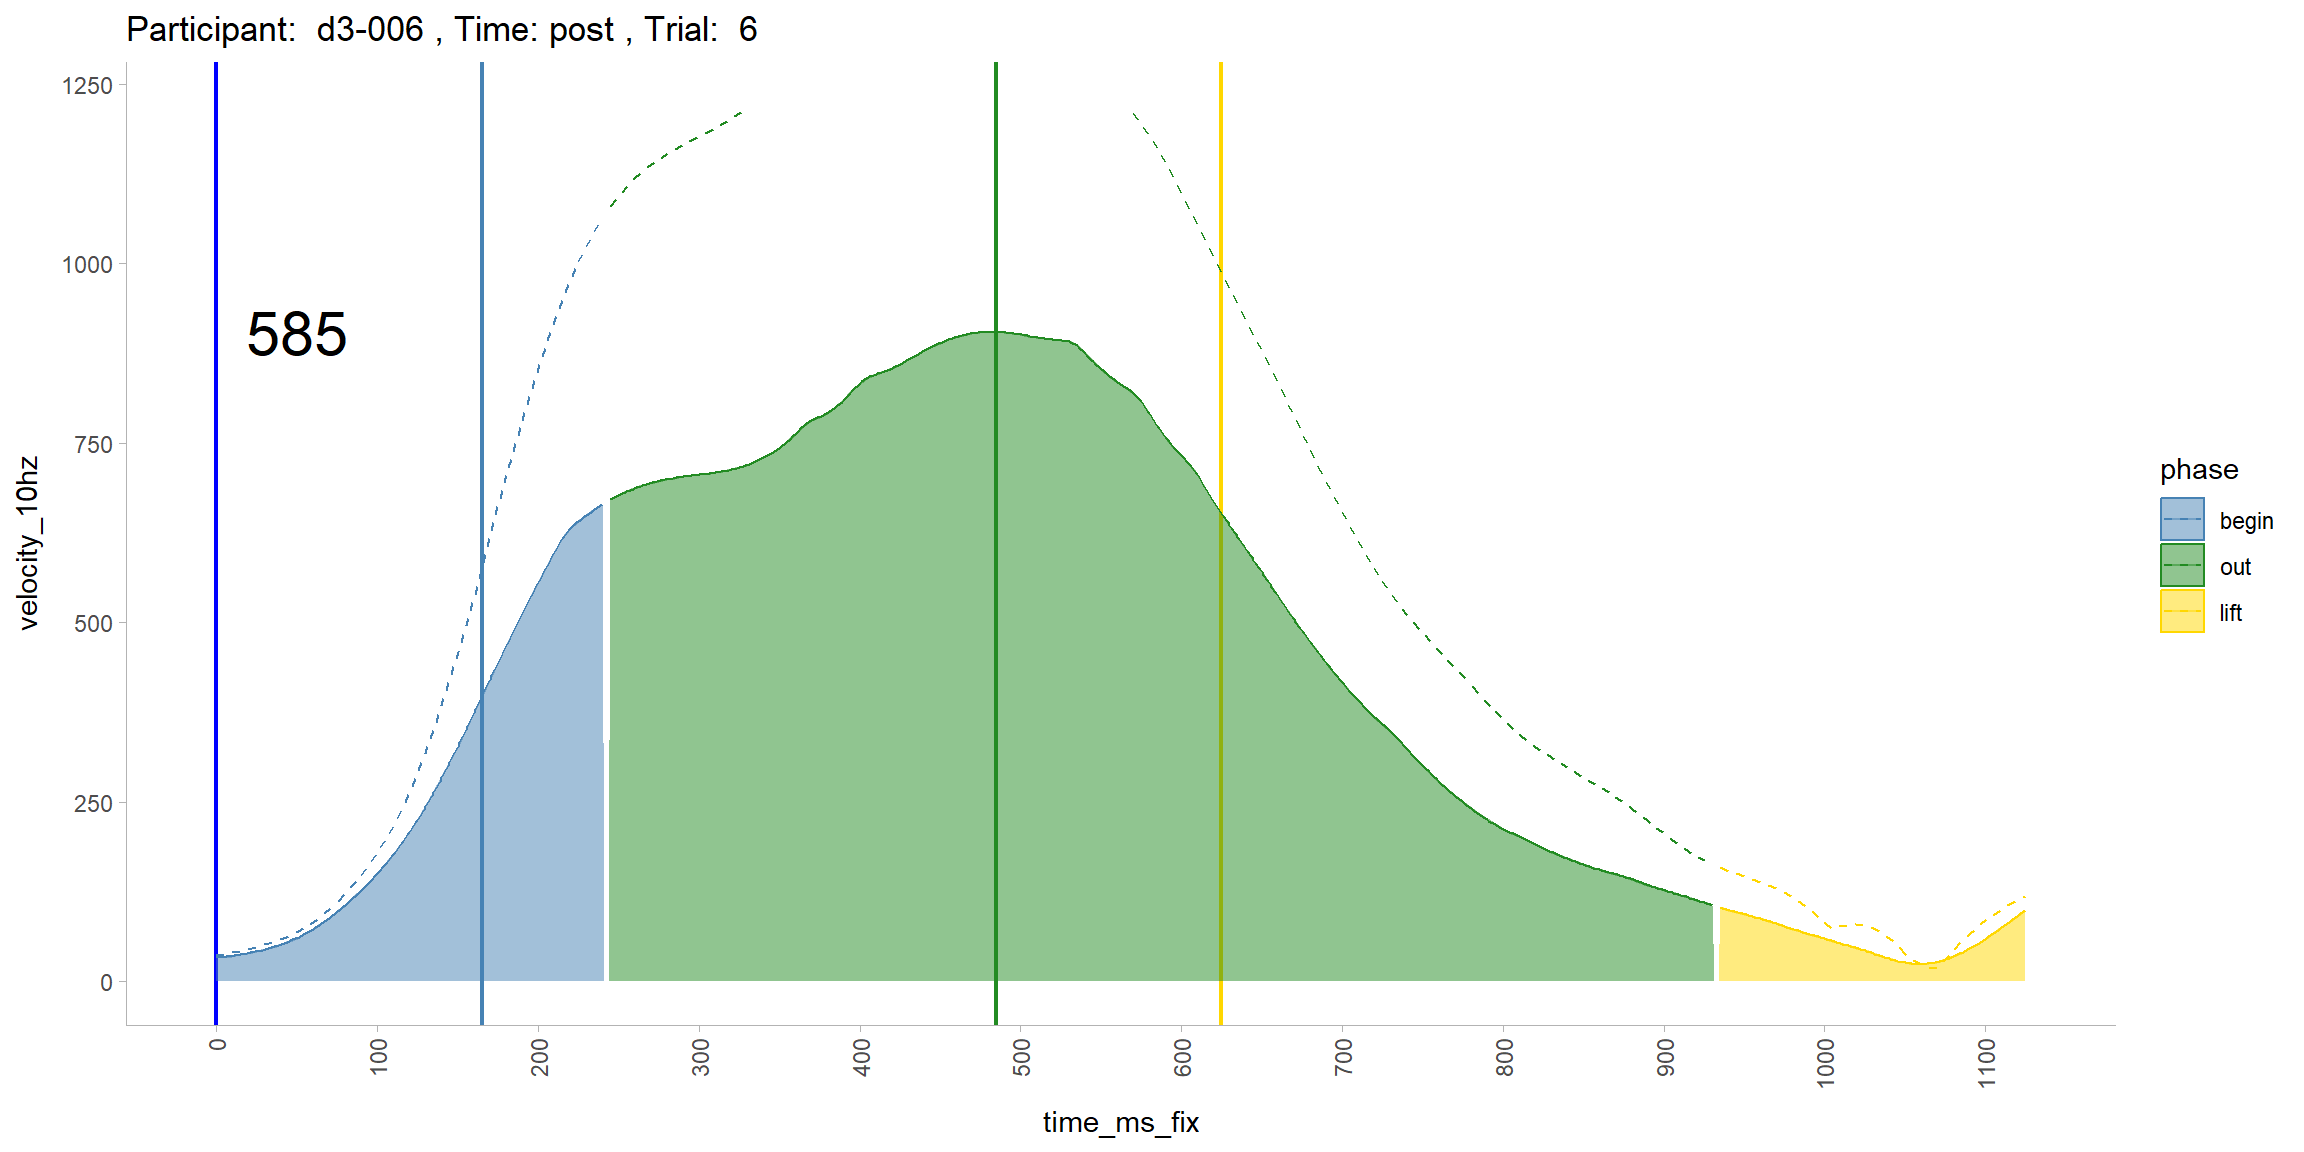 Participant:  d3-006 , Time: post , Trial:  6
1250
1000
750
500
250
0
velocity_10hz
585
0
100
200
300
400
500
600
700
800
900
1000
1100
time_ms_fix
phase
begin
out
lift